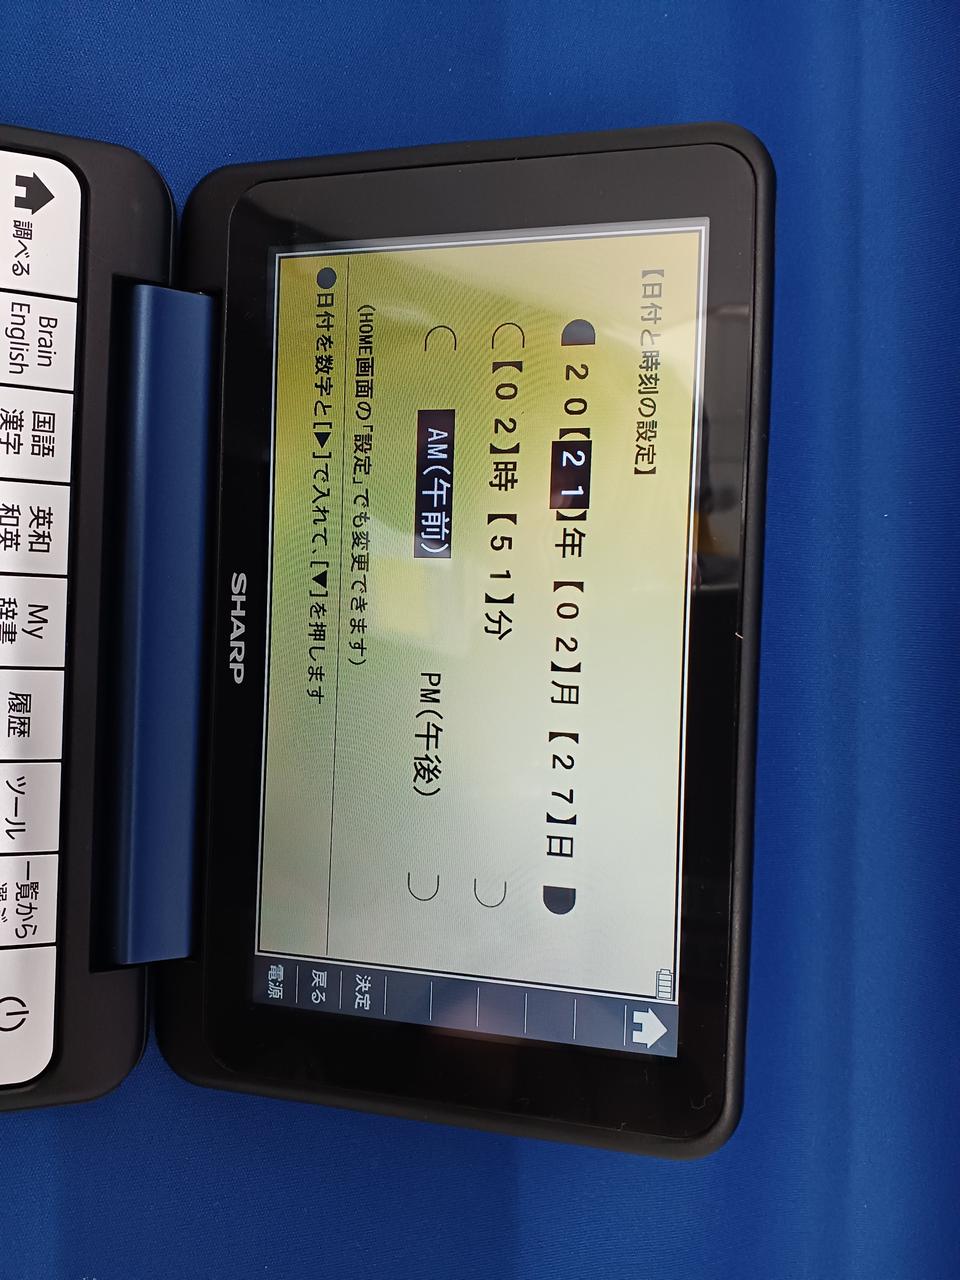 【日付と時刻の設定】
20【21】年【02】月【27】日
【02】時【51】分
AM(午前) PM(午後)
(HOME画面の「設定」でも変更できます)
●日付を数字と[▶]で入れて、[▼]を押します
決定
戻る
電源
SHARP
調べる
Brain
English
国語
漢字
英和
和英
My
辞書
履歴
ツール
一覧から